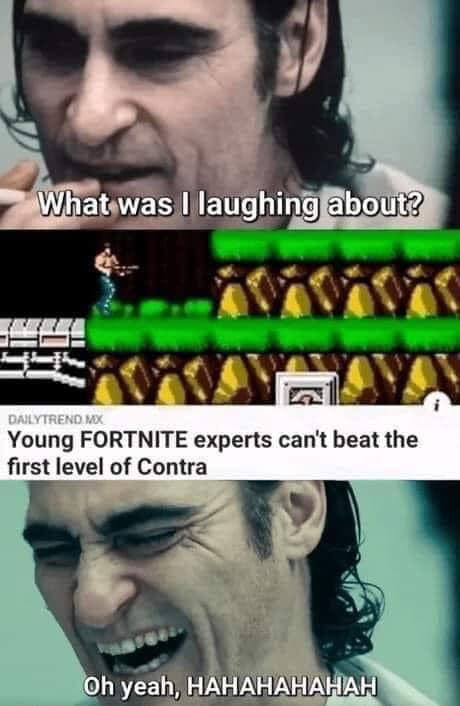 What was I laughing about?
i
DAILYTREND.MX
Young FORTNITE experts can't beat the
first level of Contra
Oh yeah, HAHAHAHAHAH